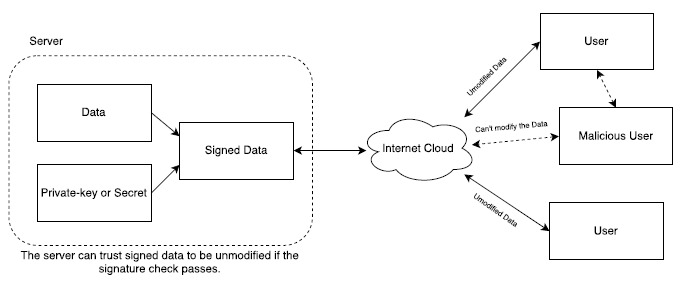 Server
Data
Private-key or Secret
Signed Data
Internet Cloud
Umodified Data
Can't modify the Data
Umodified Data
User
Malicious User
User
The server can trust signed data to be unmodified if the
signature check passes.